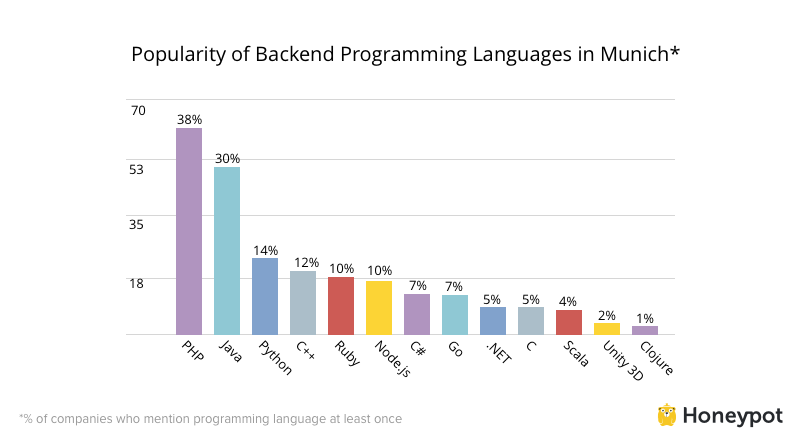 Popularity of Backend Programming Languages in Munich*
70
53
35
18
38%
30%
14%
12%
10%
10%
7%
7%
5%
5%
4%
2%
1%
PHP
Java
Python
C++
Ruby
Node.js
C#
Go
.NET
C
Scala
Unity 3D
Clojure
*% of companies who mention programming language at least once
Honeypot